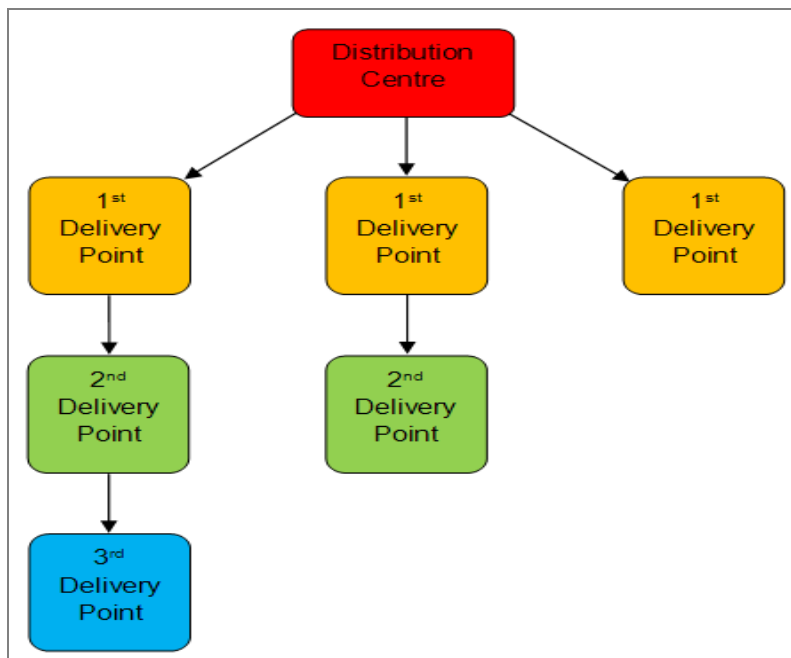 Distribution
Centre
1st
Delivery
Point
1st
Delivery
Point
1st
Delivery
Point
2nd
Delivery
Point
2nd
Delivery
Point
3rd
Delivery
Point